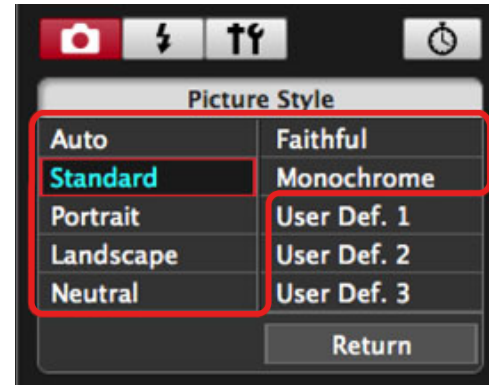 Picture Style
Auto
Faithful
Standard
Monochrome
Portrait
User Def. 1
Landscape
User Def. 2
Neutral
User Def. 3
Return